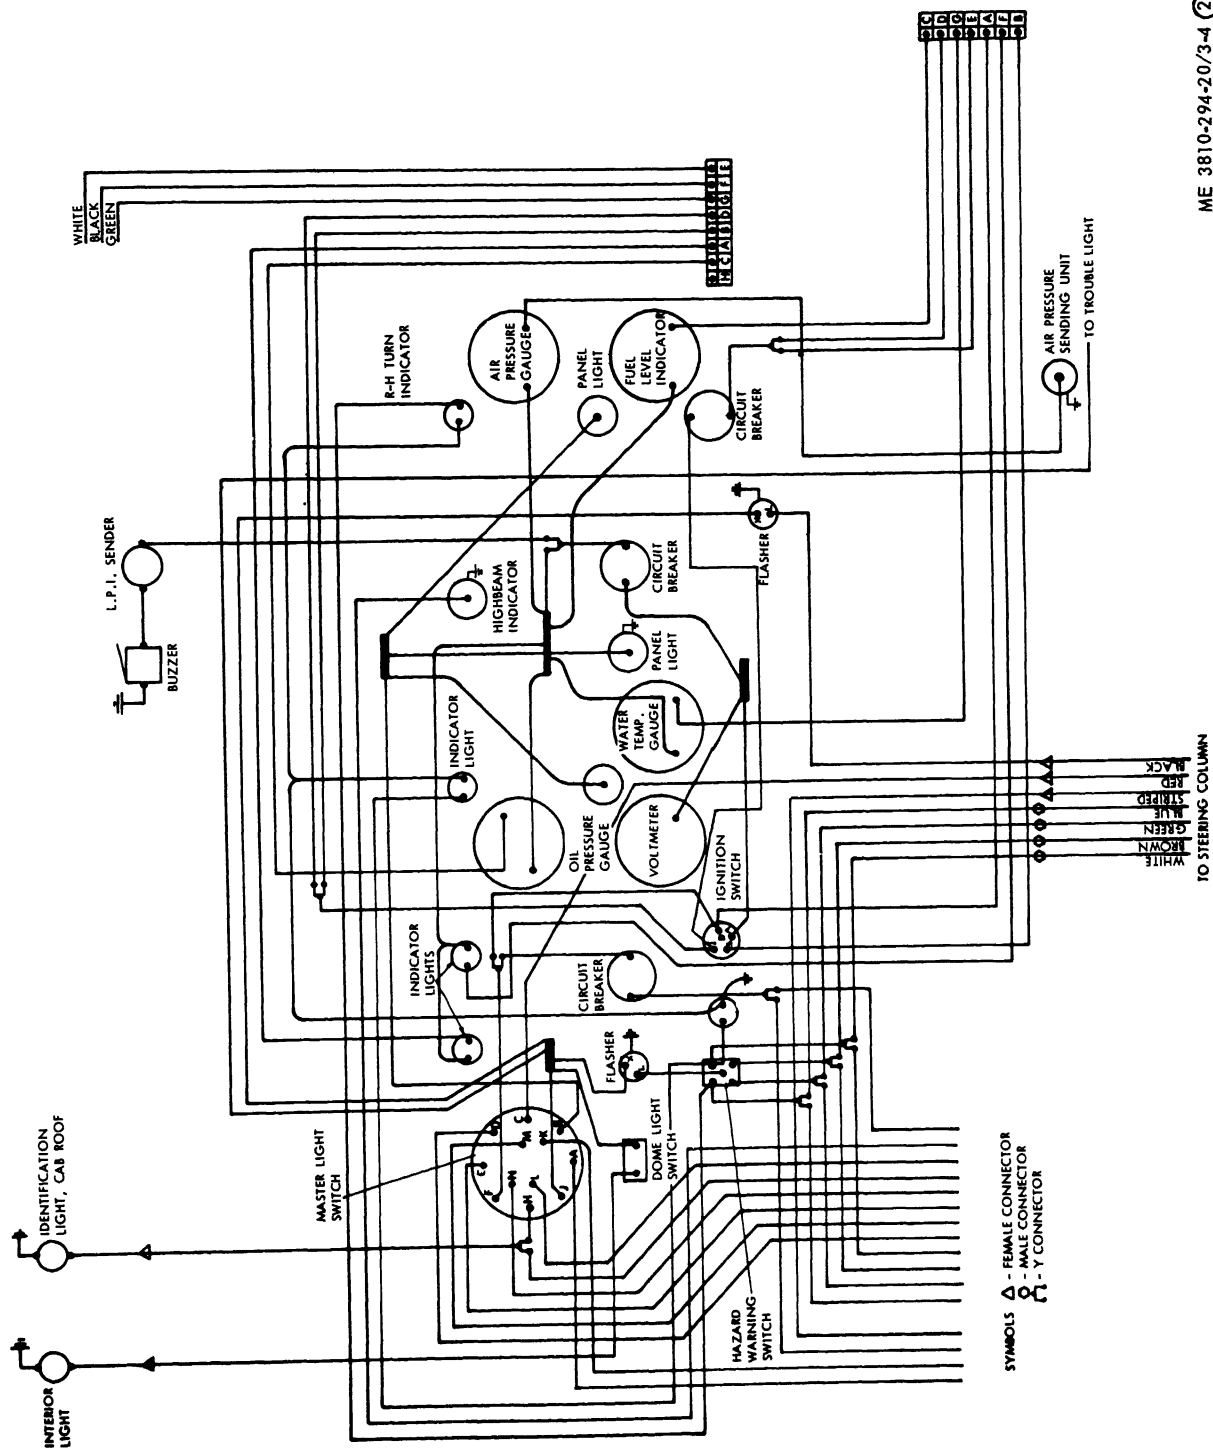 ME 3810-294-20/3-4 (2
C D G E A F B
WHITE
BLACK
GREEN
H C A B D G F E
R-H TURN
INDICATOR
AIR
PRESSURE
GAUGE
PANEL
LIGHT
FUEL
LEVEL
INDICATOR
CIRCUIT
BREAKER
AIR PRESSURE
SENDING UNIT
TO TROUBLE LIGHT
L.P.I. SENDER
BUZZER
HIGHBEAM
INDICATOR
CIRCUIT
BREAKER
FLASHER
X
L
PANEL
LIGHT
INDICATOR
LIGHT
WATER
TEMP.
GAUGE
OIL
PRESSURE
GAUGE
VOLTMETER
IGNITION
SWITCH
BLACK
RED
STRIPED
BLUE
GREEN
BROWN
WHITE
TO STEERING COLUMN
INDICATOR
LIGHTS
CIRCUIT
BREAKER
FLASHER
X
L
MASTER LIGHT
SWITCH
D
C
M
B
K
E
A
N
L
F
H
J
DOME LIGHT
SWITCH
HAZARD
WARNING
SWITCH
IDENTIFICATION
LIGHT, CAB ROOF
INTERIOR
LIGHT
SYMBOLS
- FEMALE CONNECTOR
- MALE CONNECTOR
- Y CONNECTOR